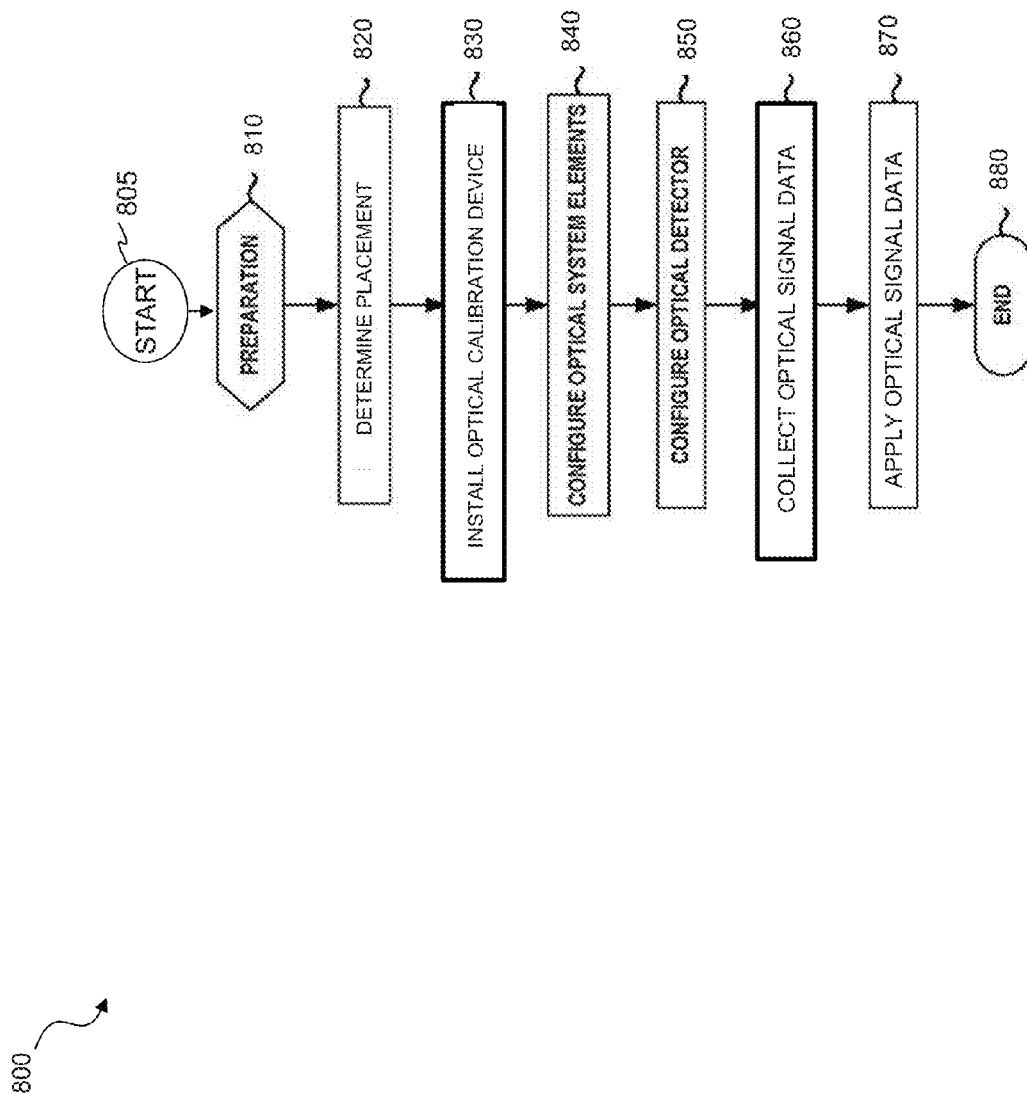 800
START
805
PREPARATION
810
DETERMINE PLACEMENT
820
INSTALL OPTICAL CALIBRATION DEVICE
830
CONFIGURE OPTICAL SYSTEM ELEMENTS
840
CONFIGURE OPTICAL DETECTOR
850
COLLECT OPTICAL SIGNAL DATA
860
APPLY OPTICAL SIGNAL DATA
870
END
880